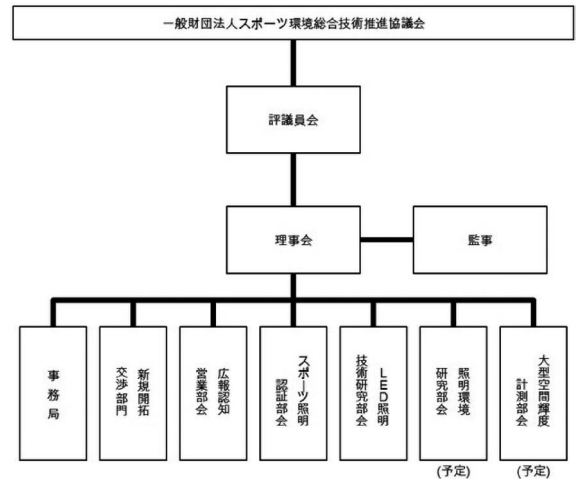 一般財団法人スポーツ環境総合技術推進協議会
評議員会
理事会
監事
事務局
新規開拓
交渉部門
広報認知
営業部会
スポーツ照明
認証部会
LED照明
技術研究部会
照明環境
研究部会
(予定)
大型空間輝度
計測部会
(予定)